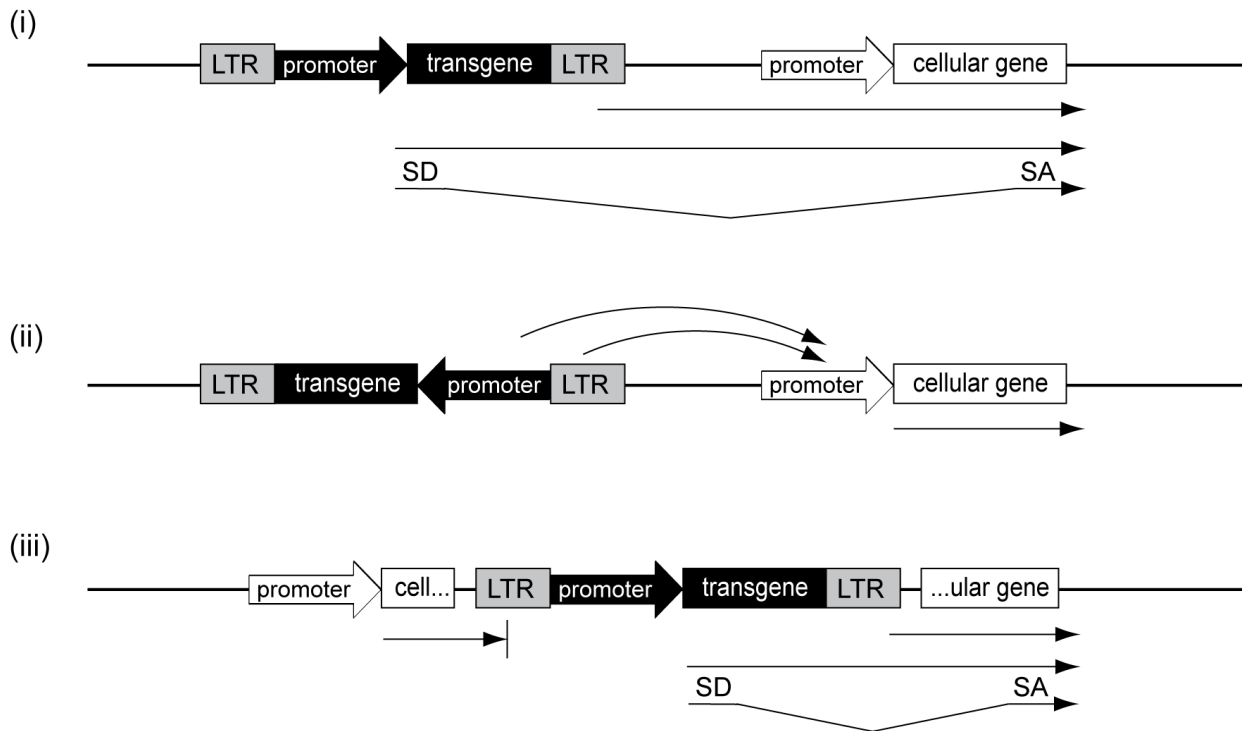 (i)
LTR promoter transgene LTR promoter cellular gene
SD SA
(ii)
LTR transgene promoter LTR promoter cellular gene
(iii)
promoter cell... LTR promoter transgene LTR ...ular gene
SD SA